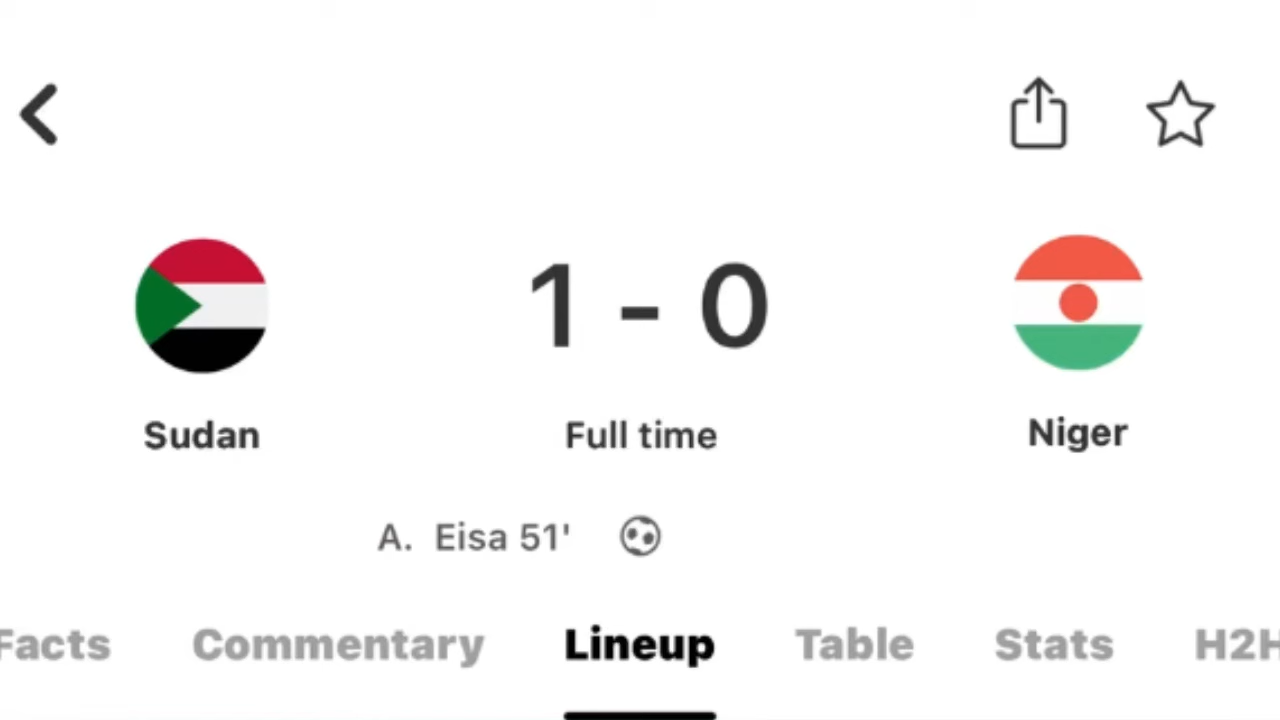 1 - 0
Sudan
Full time
Niger
A. Eisa 51'
Facts Commentary Lineup Table Stats H2H